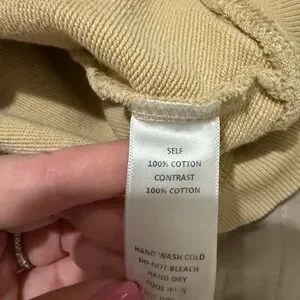 SELF
100% COTTON
CONTRAST
100% COTTON
HAND WASH COLD
DO NOT BLEACH
HANG DRY